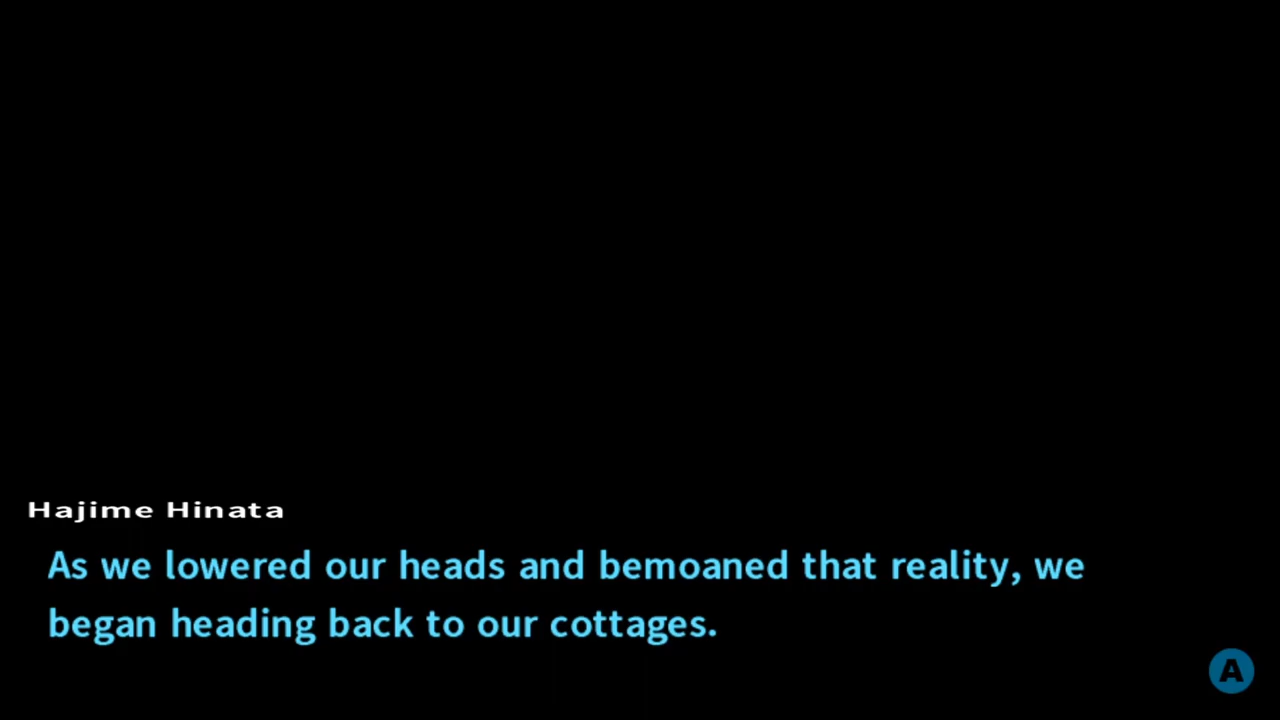 Hajime Hinata
As we lowered our heads and bemoaned that reality, we
began heading back to our cottages.
A